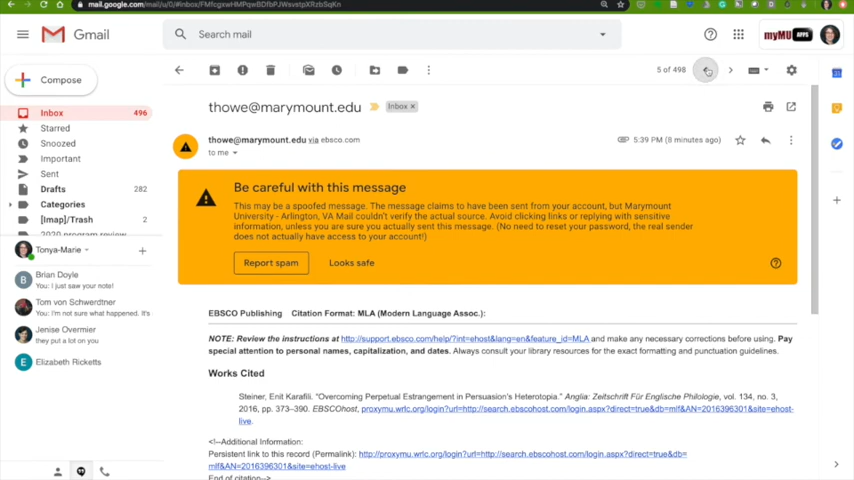 mail.google.com/mail/u/0/#inbox/FMfcgxwHMPqwBDfbPJWsvstpXRzbSqKn
Gmail
Search mail
myMU APPS
Compose
5 of 498
Inbox 496
Starred
Snoozed
Important
Sent
Drafts 282
Categories
[Imap]/Trash 2
2020 program review
Tonya-Marie
Brian Doyle
You: I just saw your note!
Tom von Schwerdtner
You: I'm not sure what happened. It's
Jenise Overmier
they put a lot on you
Elizabeth Ricketts
thowe@marymount.edu
Inbox ×
thowe@marymount.edu via ebsco.com
5:39 PM (8 minutes ago)
to me
Be careful with this message
This may be a spoofed message. The message claims to have been sent from your account, but Marymount
University - Arlington, VA Mail couldn't verify the actual source. Avoid clicking links or replying with sensitive
information, unless you are sure you actually sent this message. (No need to reset your password, the real sender
does not actually have access to your account!)
Report spam
Looks safe
EBSCO Publishing Citation Format: MLA (Modern Language Assoc.):
NOTE: Review the instructions at http://support.ebsco.com/help/?int=ehost&lang=en&feature_id=MLA and make any necessary corrections before using. Pay
special attention to personal names, capitalization, and dates. Always consult your library resources for the exact formatting and punctuation guidelines.
Works Cited
Steiner, Enit Karafili. "Overcoming Perpetual Estrangement in Persuasion's Heterotopia." Anglia: Zeitschrift Für Englische Philologie, vol. 134, no. 3,
2016, pp. 373–390. EBSCOhost, proxymu.wrlc.org/login?url=http://search.ebscohost.com/login.aspx?direct=true&db=mlf&AN=2016396301&site=ehost-
live.
<!--Additional Information:
Persistent link to this record (Permalink): http://proxymu.wrlc.org/login?url=http://search.ebscohost.com/login.aspx?direct=true&db=
mlf&AN=2016396301&site=ehost-live
End of citation-->